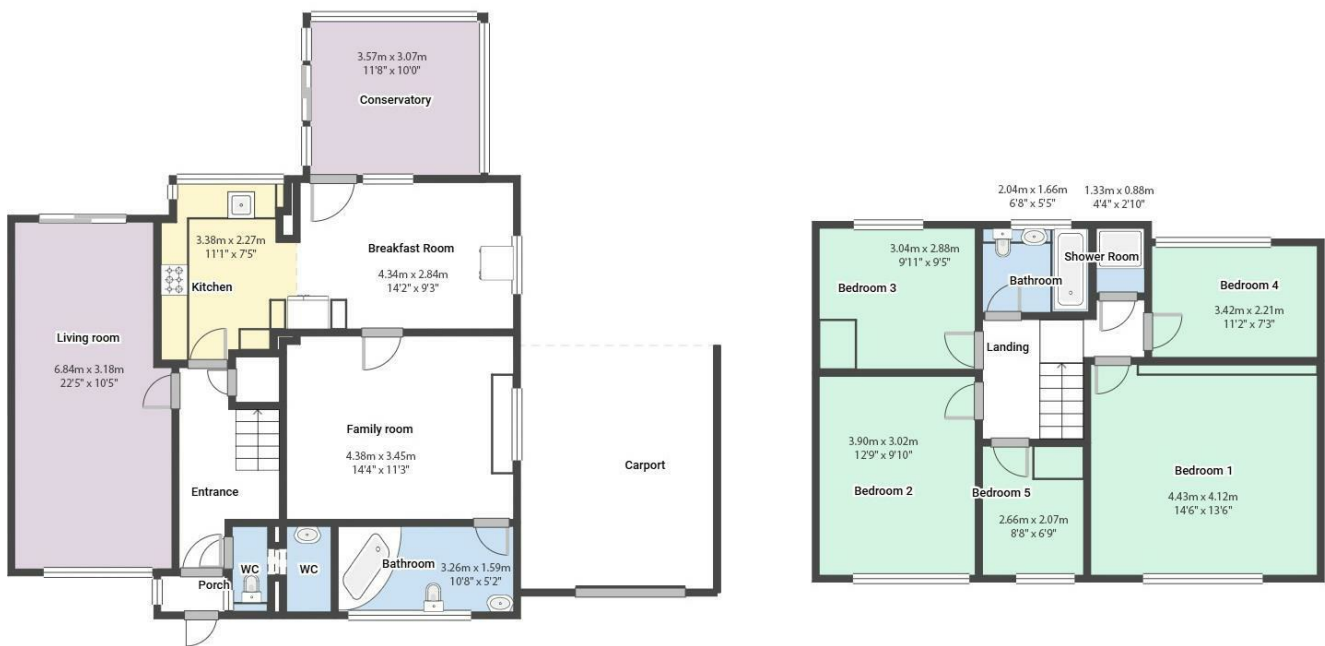 3.57m x 3.07m
11'8" x 10'0"
Conservatory
3.38m x 2.27m
11'1" x 7'5"
Kitchen
Breakfast Room
4.34m x 2.84m
14'2" x 9'3"
Living room
6.84m x 3.18m
22'5" x 10'5"
Family room
4.38m x 3.45m
14'4" x 11'3"
Carport
Entrance
Porch
WC
WC
Bathroom
3.26m x 1.59m
10'8" x 5'2"
2.04m x 1.66m
6'8" x 5'5"
1.33m x 0.88m
4'4" x 2'10"
3.04m x 2.88m
9'11" x 9'5"
Bedroom 3
Bathroom
Shower Room
Bedroom 4
3.42m x 2.21m
11'2" x 7'3"
Landing
3.90m x 3.02m
12'9" x 9'10"
Bedroom 2
Bedroom 5
2.66m x 2.07m
8'8" x 6'9"
Bedroom 1
4.43m x 4.12m
14'6" x 13'6"